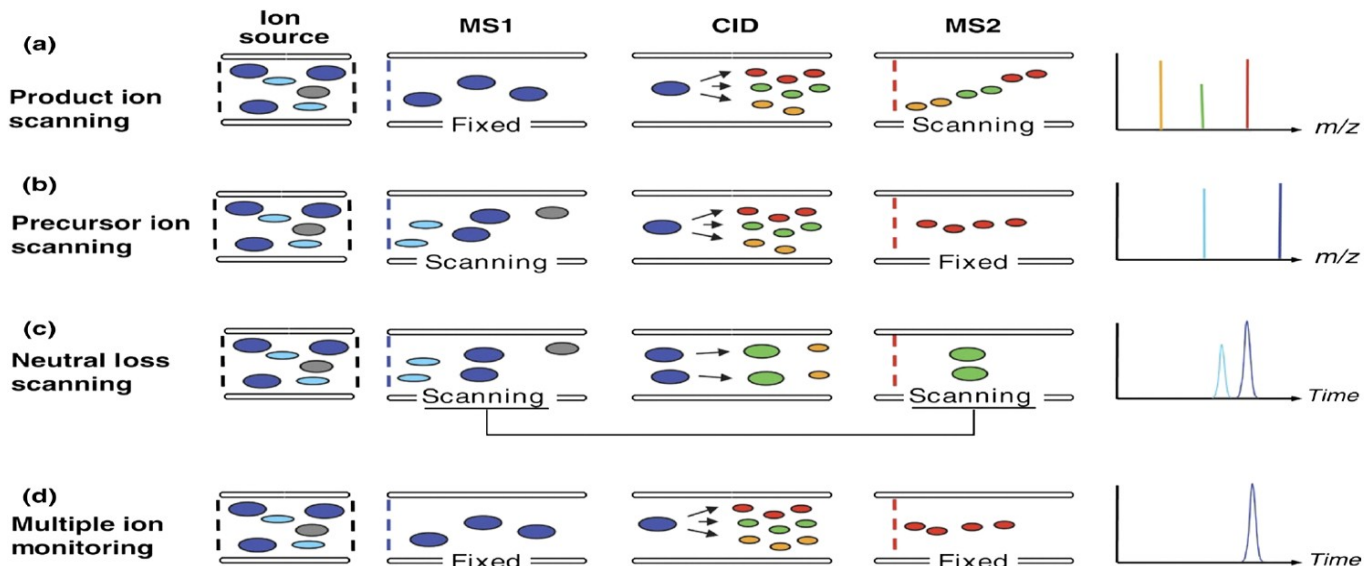 Ion source MS1 CID MS2
(a)
Product ion scanning
Fixed Scanning m/z
(b)
Precursor ion scanning
Scanning Fixed m/z
(c)
Neutral loss scanning
Scanning Scanning Time
(d)
Multiple ion monitoring
Fixed Fixed Time